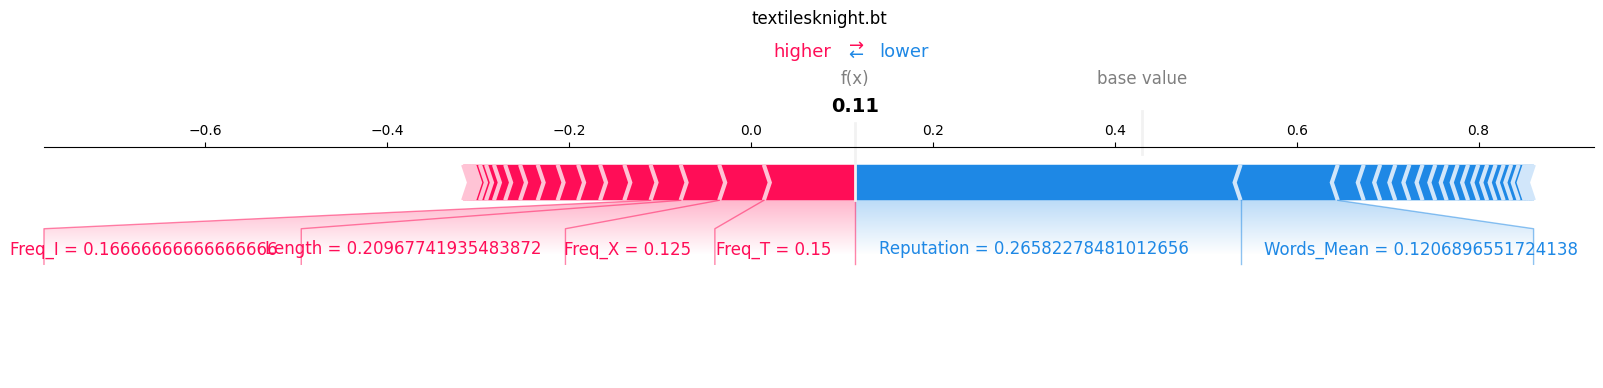 textilesknight.bt
higher → ← lower
f(x) base value
0.11
−0.6 −0.4 −0.2 0.0 0.2 0.4 0.6 0.8
Freq_I = 0.16666666666666666 Length = 0.20967741935483872 Freq_X = 0.125 Freq_T = 0.15 Reputation = 0.26582278481012656 Words_Mean = 0.1206896551724138